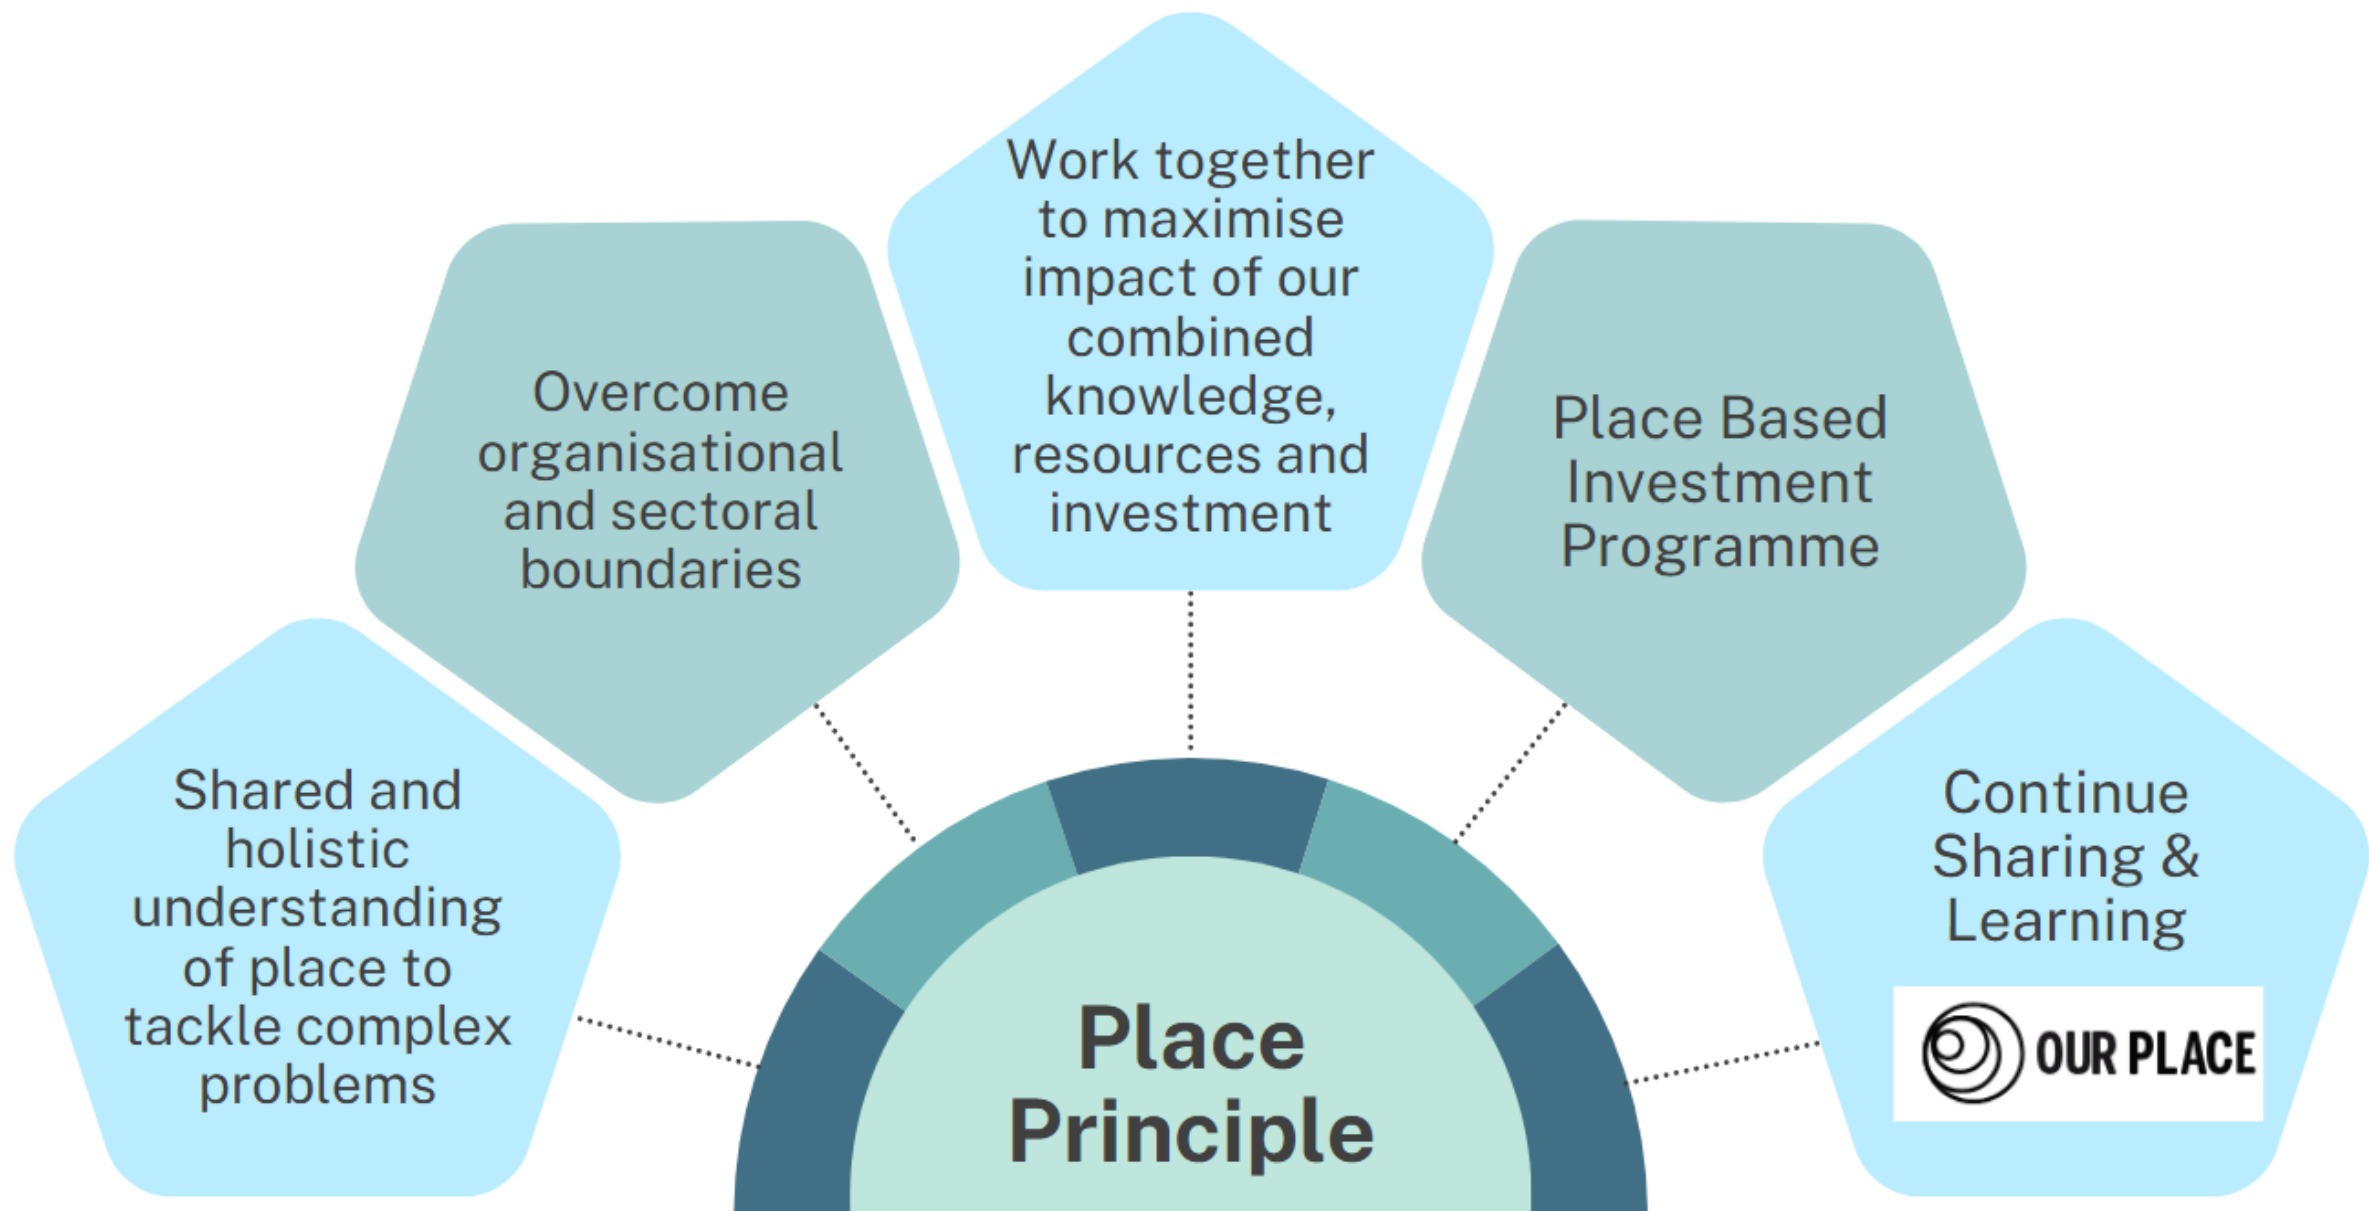 Shared and
holistic
understanding
of place to
tackle complex
problems
Overcome
organisational
and sectoral
boundaries
Work together
to maximise
impact of our
combined
knowledge,
resources and
investment
Place Based
Investment
Programme
Continue
Sharing &
Learning
OUR PLACE
Place
Principle